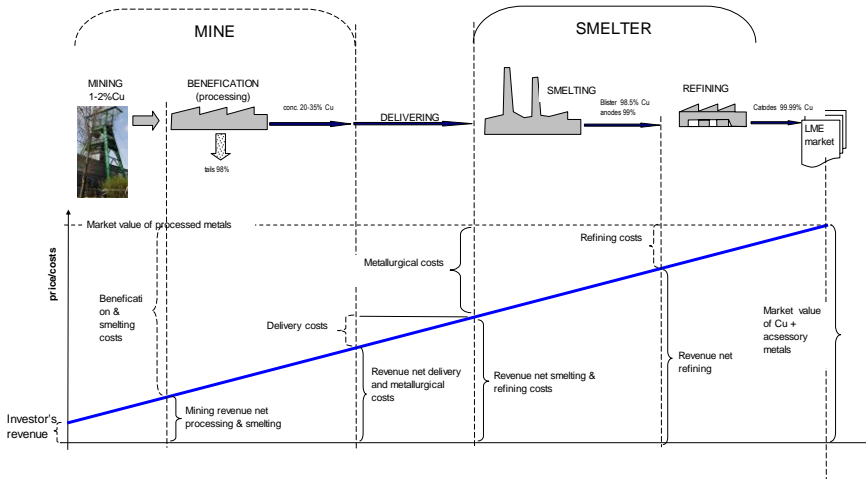 MINE
SMELTER
MINING
1-2%Cu
BENEFICATION
(processing)
conc. 20-35% Cu
tails 98%
DELIVERING
SMELTING
Blister 98.5% Cu
anodes 99%
REFINING
Catodes 99.99% Cu
LME
market
price/costs
Market value of processed metals
Beneficati
on &
smelting
costs
Delivery costs
Metallurgical costs
Refining costs
Market value
of Cu +
acsessory
metals
Investor's
revenue
Mining revenue net
processing & smelting
Revenue net delivery
and metallurgical
costs
Revenue net smelting &
refining costs
Revenue net
refining